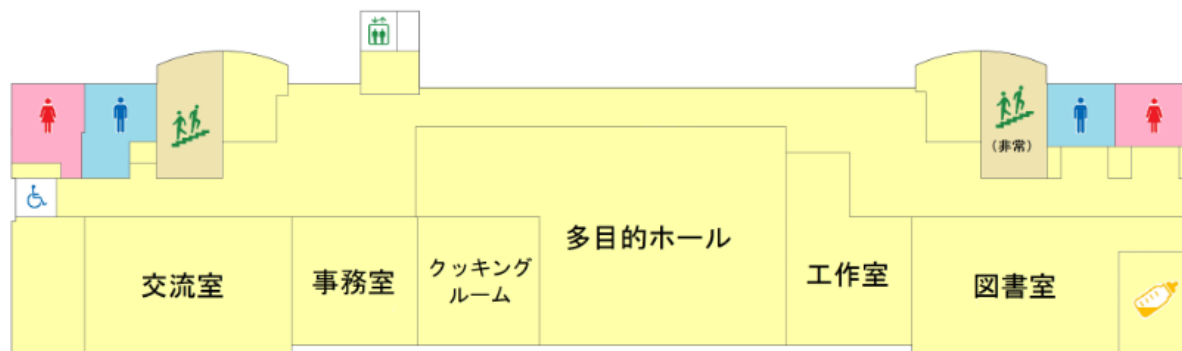 (非常)
多目的ホール
交流室
事務室
クッキング
ルーム
工作室
図書室